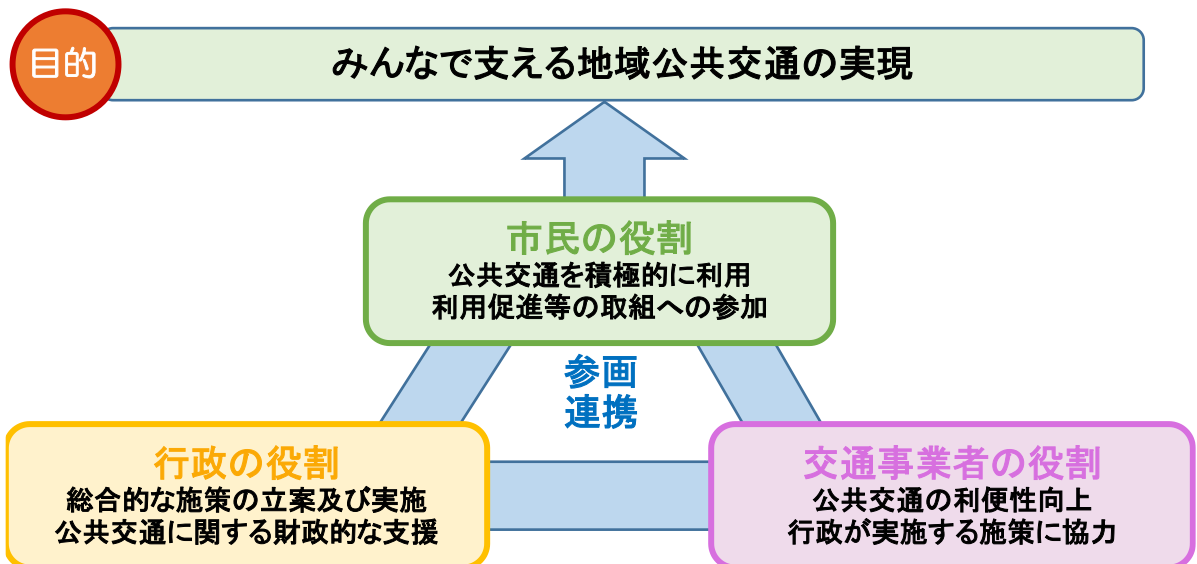 目的
みんなで支える地域公共交通の実現
市民の役割
公共交通を積極的に利用
利用促進等の取組への参加
参画
連携
行政の役割
総合的な施策の立案及び実施
公共交通に関する財政的な支援
交通事業者の役割
公共交通の利便性向上
行政が実施する施策に協力